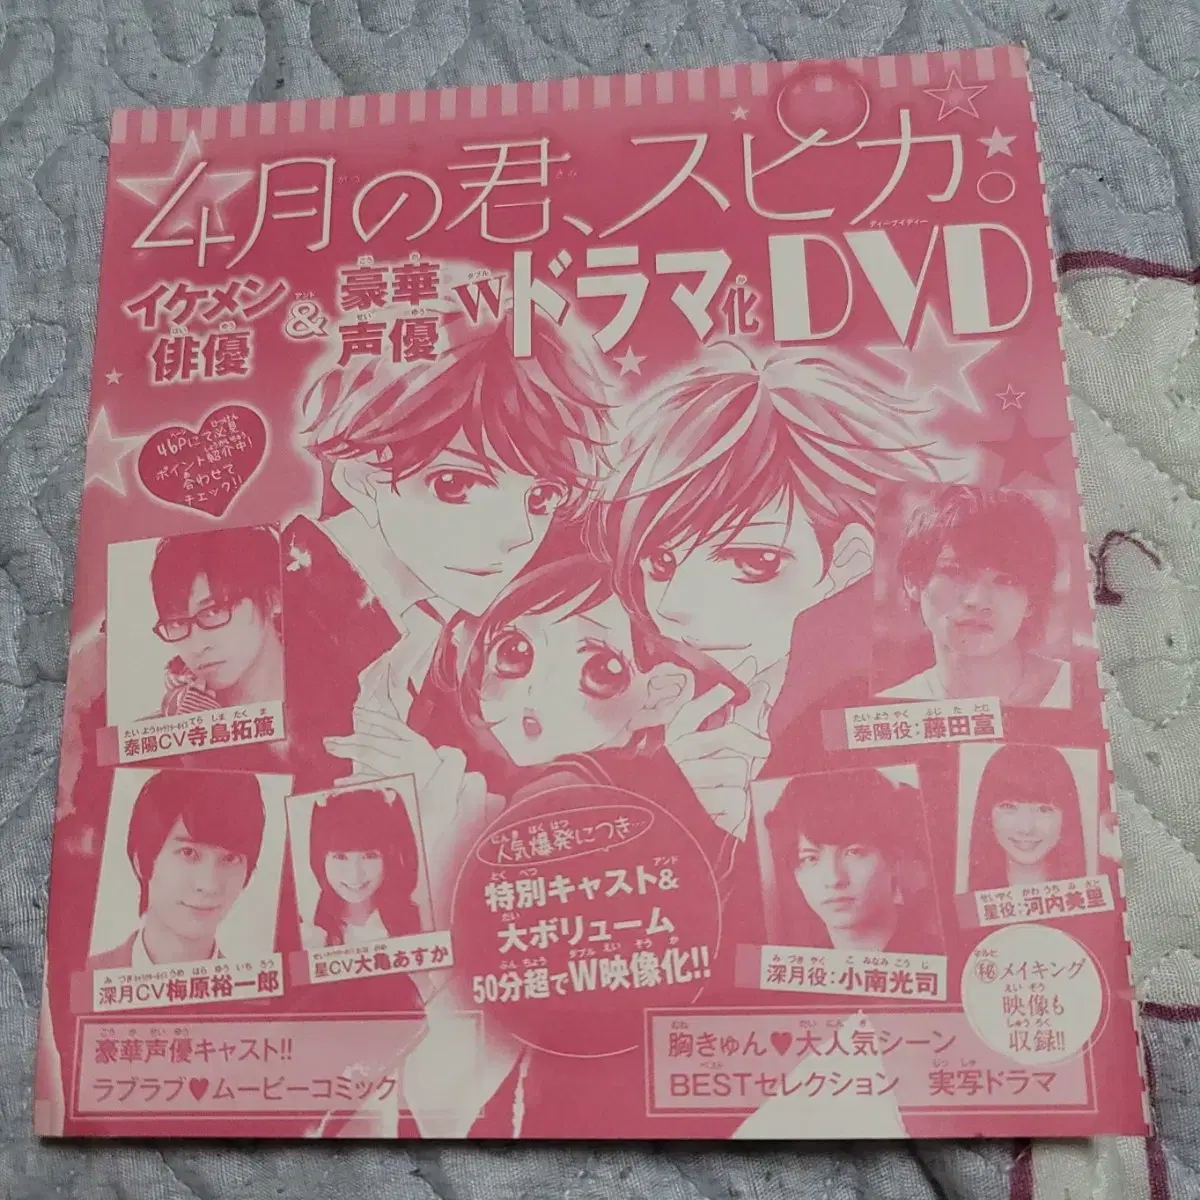 4月の君、スピカ。
イケメン俳優
&
豪華声優
W
ドラマ化
DVD
46Pにて必見
ポイント紹介中!
合わせて
チェック!!
泰陽CV寺島拓篤
泰陽役:藤田富
深月CV梅原裕一郎
星CV大亀あすか
深月役:小南光司
星役:河内美里
人気爆発につき…
特別キャスト&
大ボリューム
50分超でW映像化!!
㊙メイキング
映像も
収録!!
豪華声優キャスト!!
ラブラブ♥ムービーコミック
胸きゅん♥大人気シーン
BESTセレクション 実写ドラマ